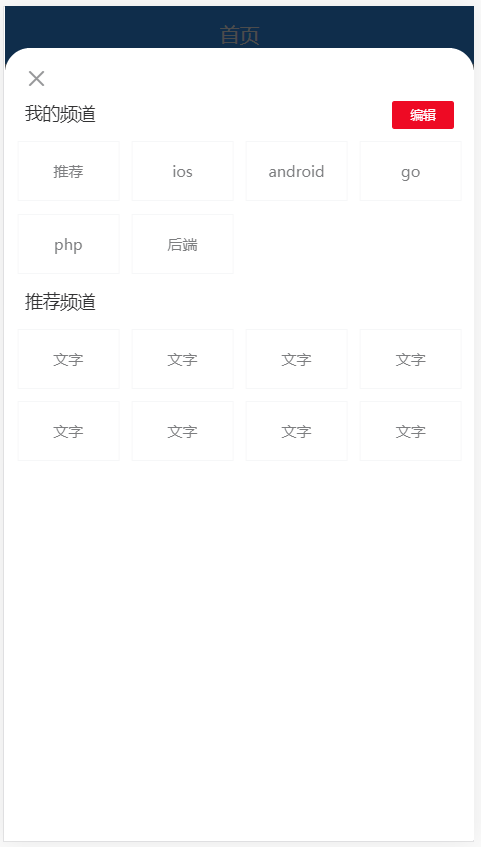 首页
我的频道 编辑
推荐 ios android go
php 后端
推荐频道
文字 文字 文字 文字
文字 文字 文字 文字